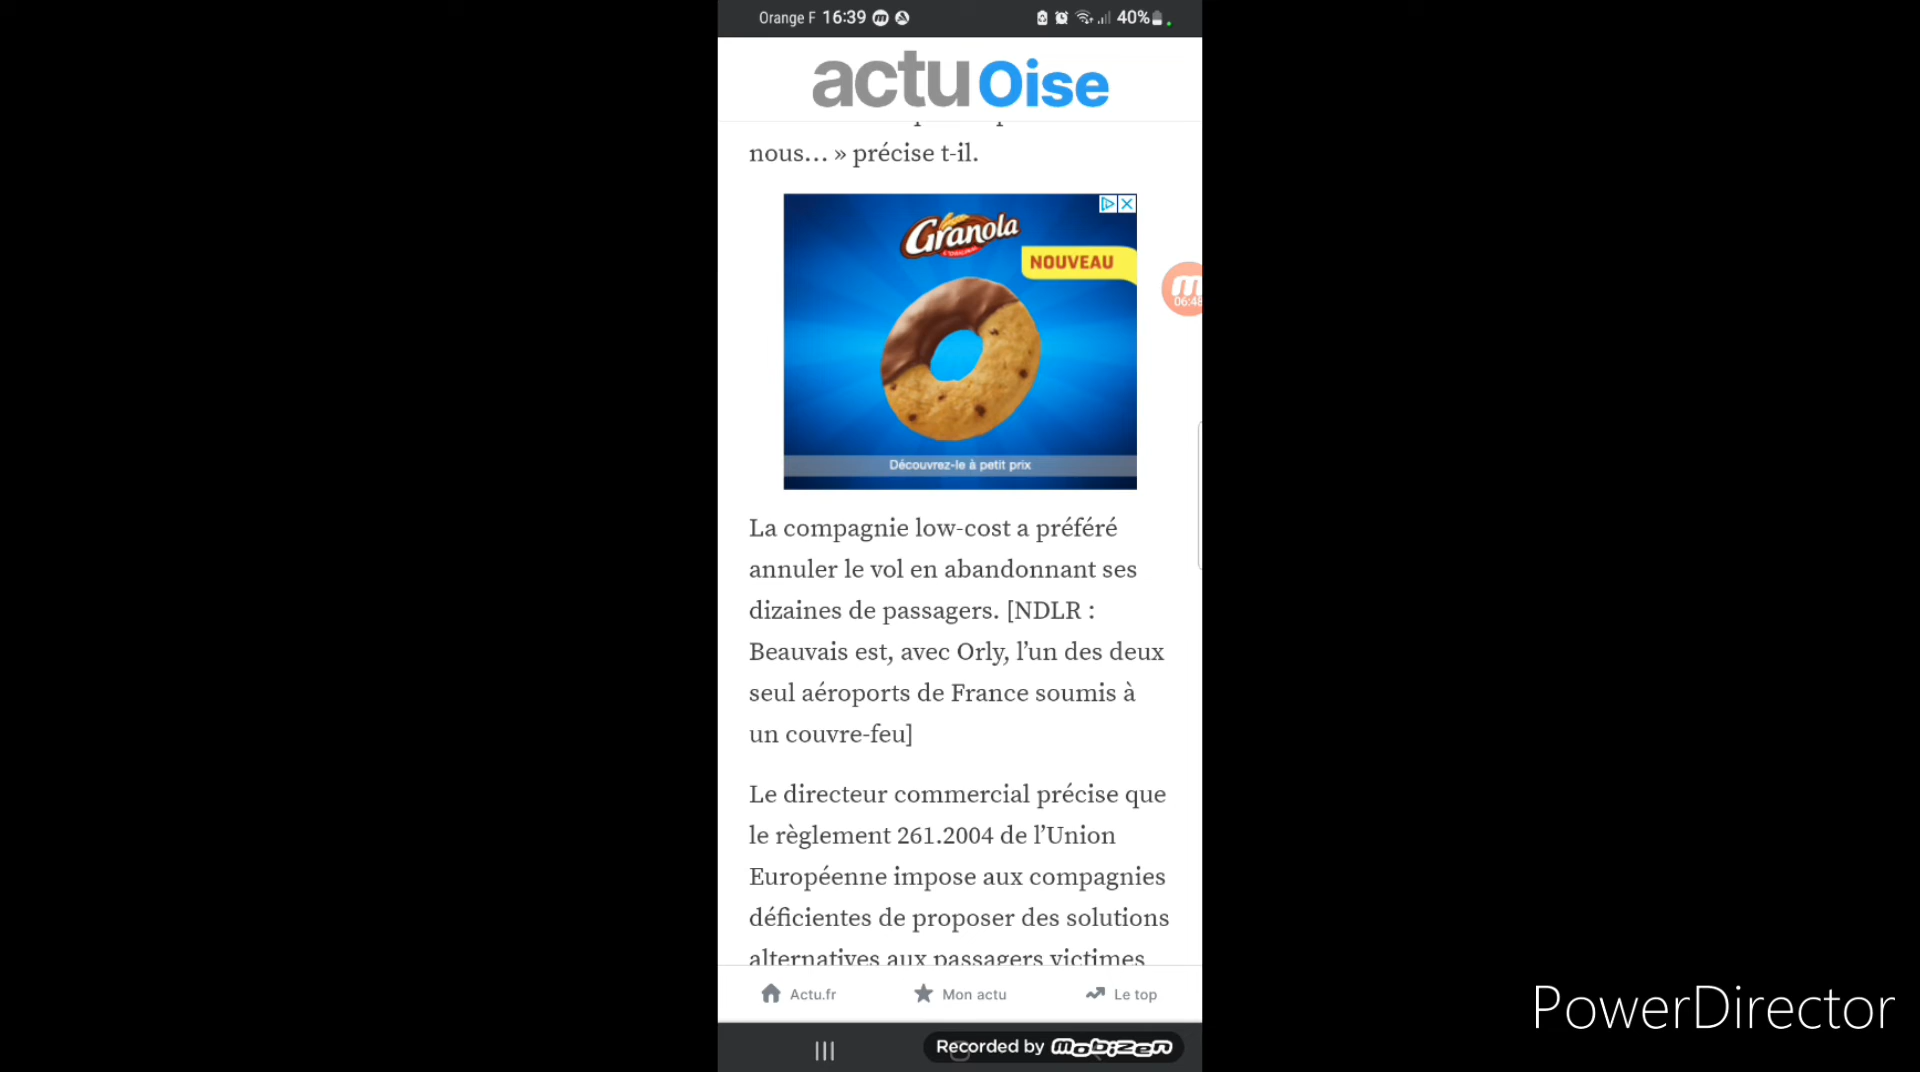 Orange F 16:39
40%
actu Oise
nous… » précise t-il.
Granola
NOUVEAU
06:48
Découvrez-le à petit prix
La compagnie low-cost a préféré
annuler le vol en abandonnant ses
dizaines de passagers. [NDLR :
Beauvais est, avec Orly, l’un des deux
seul aéroports de France soumis à
un couvre-feu]
Le directeur commercial précise que
le règlement 261.2004 de l’Union
Européenne impose aux compagnies
déficientes de proposer des solutions
alternatives aux passagers victimes
Actu.fr
Mon actu
Le top
Recorded by Mobizen
PowerDirector